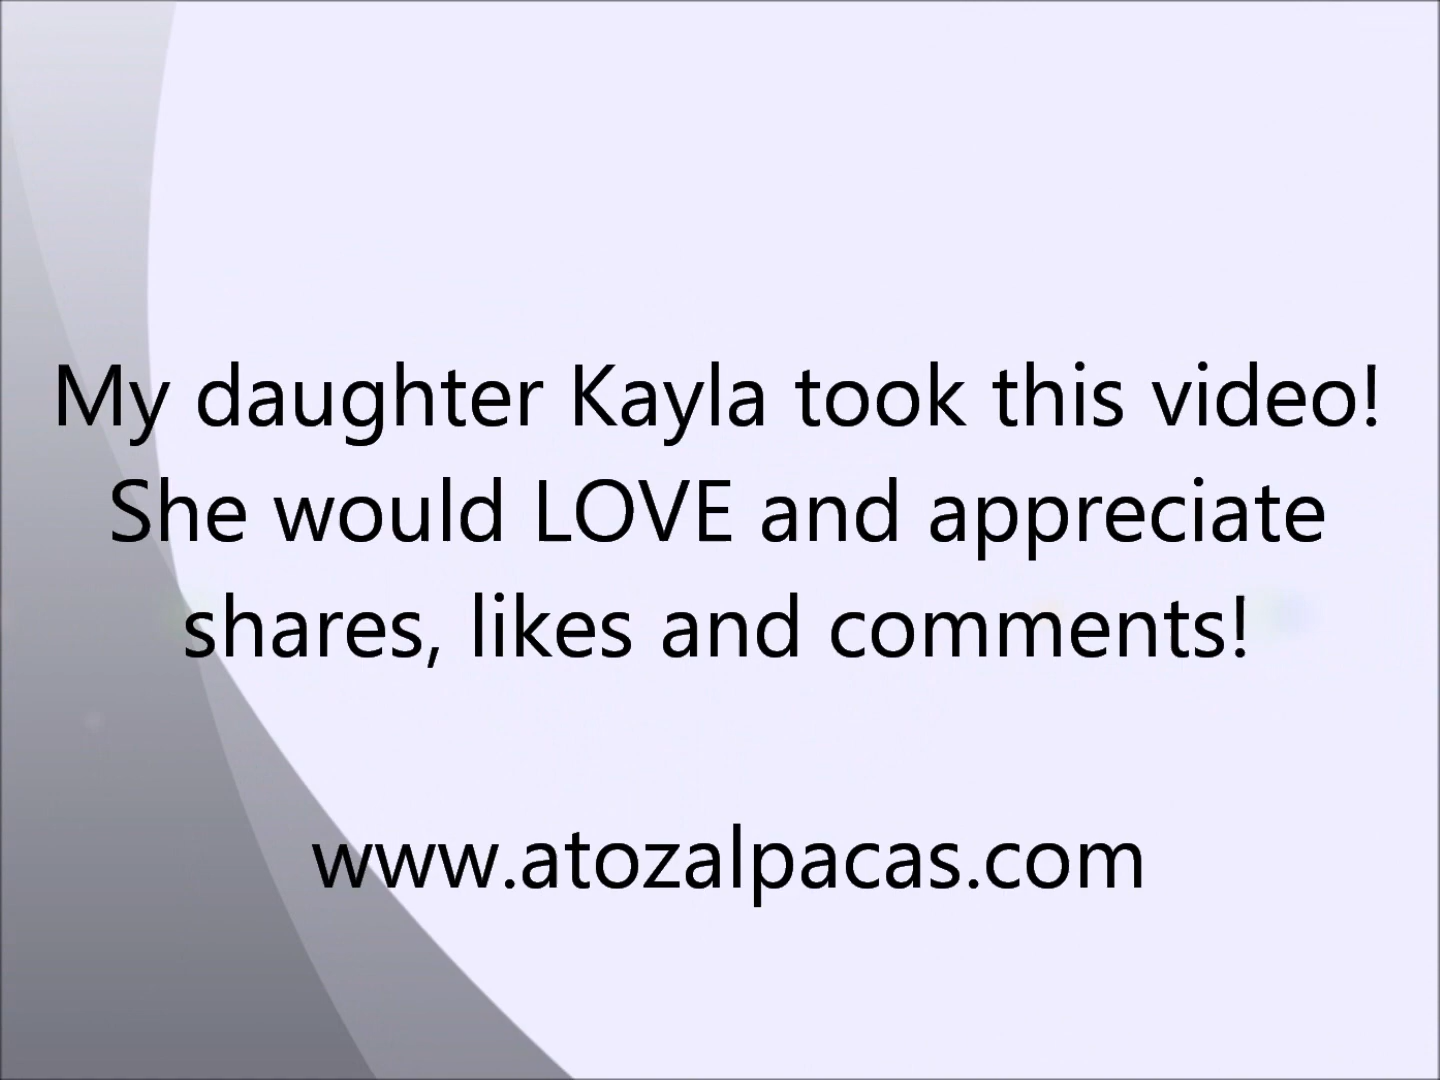 My daughter Kayla took this video!
She would LOVE and appreciate
shares, likes and comments!
www.atozalpacas.com